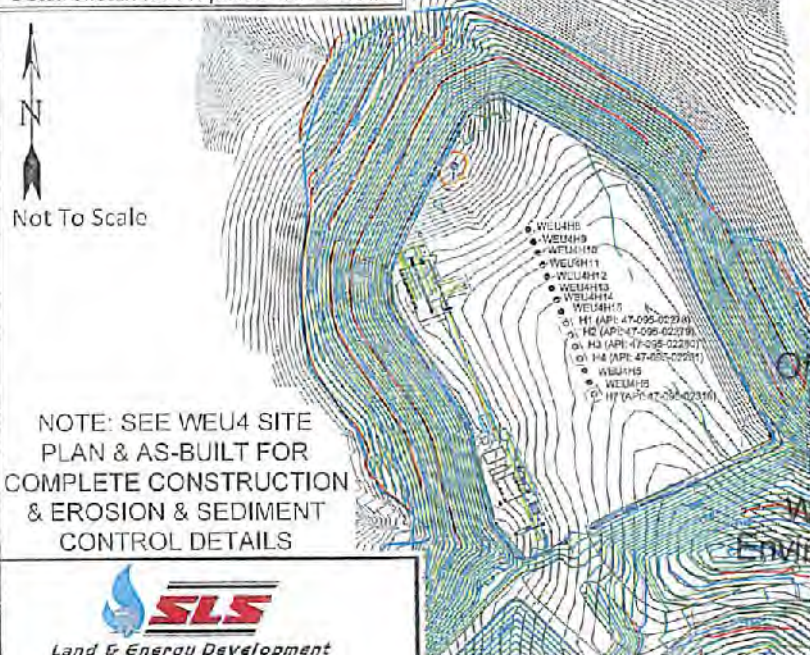 N
Not To Scale
WEU4H8
WEU4H9
WEU4H10
WEU4H11
WEU4H12
WEU4H13
WEU4H14
WEU4H15
H1 (API: 47-095-02278)
H2 (API: 47-095-02279)
H3 (API: 47-095-02280)
H4 (API: 47-095-02281)
WEU4H5
WEU4H6
H7 (API: 47-095-02316)
NOTE: SEE WEU4 SITE
PLAN & AS-BUILT FOR
COMPLETE CONSTRUCTION
& EROSION & SEDIMENT
CONTROL DETAILS
SLS
Land & Energy Development